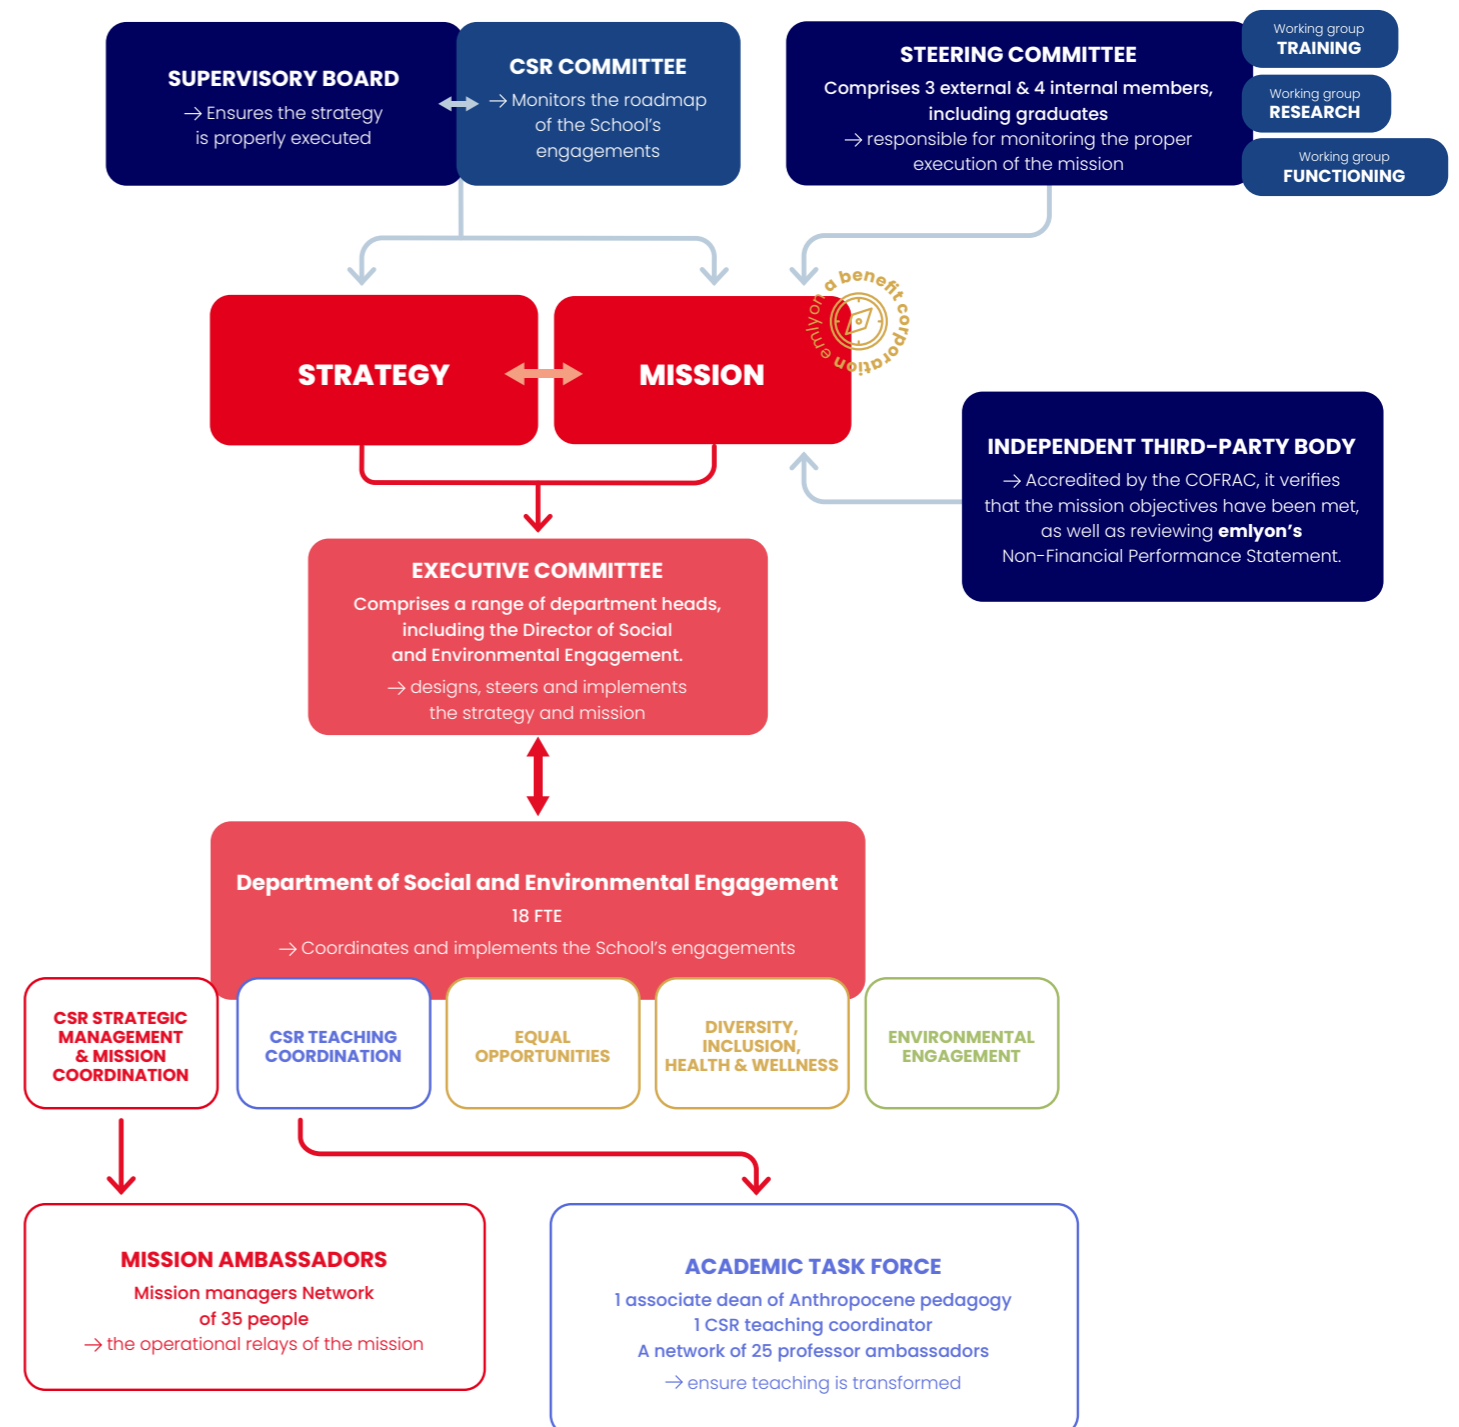 SUPERVISORY BOARD
→ Ensures the strategy
is properly executed
CSR COMMITTEE
→ Monitors the roadmap
of the School’s
engagements
STEERING COMMITTEE
Comprises 3 external & 4 internal members,
including graduates
→ responsible for monitoring the proper
execution of the mission
Working group
TRAINING
Working group
RESEARCH
Working group
FUNCTIONING
STRATEGY
MISSION
emlyon a benefit corporation
INDEPENDENT THIRD-PARTY BODY
→ Accredited by the COFRAC, it verifies
that the mission objectives have been met,
as well as reviewing emlyon’s
Non-Financial Performance Statement.
EXECUTIVE COMMITTEE
Comprises a range of department heads,
including the Director of Social
and Environmental Engagement.
→ designs, steers and implements
the strategy and mission
Department of Social and Environmental Engagement
18 FTE
→ Coordinates and implements the School’s engagements
CSR STRATEGIC
MANAGEMENT
& MISSION
COORDINATION
CSR TEACHING
COORDINATION
EQUAL
OPPORTUNITIES
DIVERSITY,
INCLUSION,
HEALTH & WELLNESS
ENVIRONMENTAL
ENGAGEMENT
MISSION AMBASSADORS
Mission managers Network
of 35 people
→ the operational relays of the mission
ACADEMIC TASK FORCE
1 associate dean of Anthropocene pedagogy
1 CSR teaching coordinator
A network of 25 professor ambassadors
→ ensure teaching is transformed